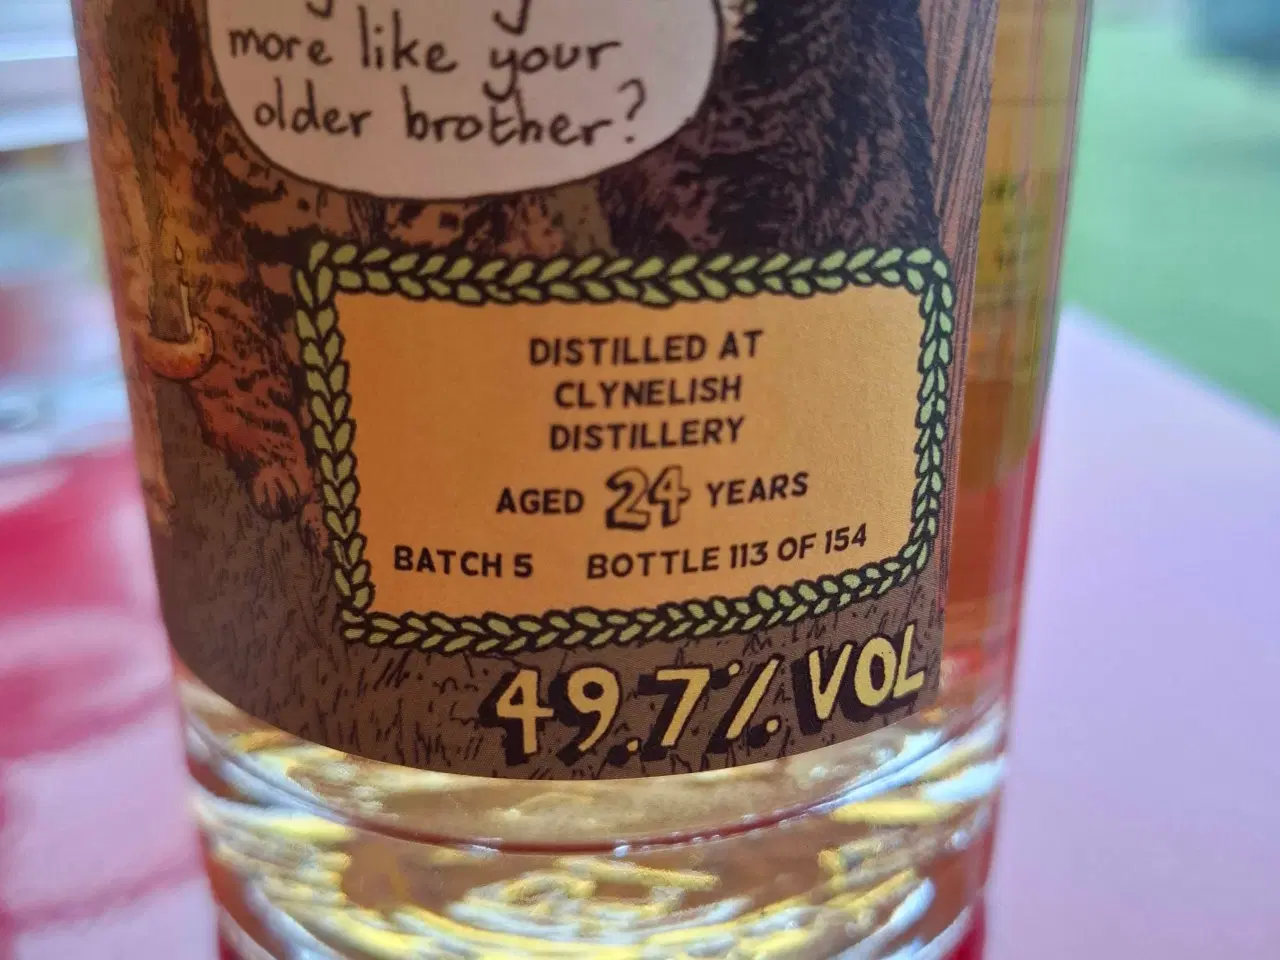 more like your
older brother?
DISTILLED AT
CLYNELISH
DISTILLERY
AGED 24 YEARS
BATCH 5 BOTTLE 113 OF 154
49.7% VOL